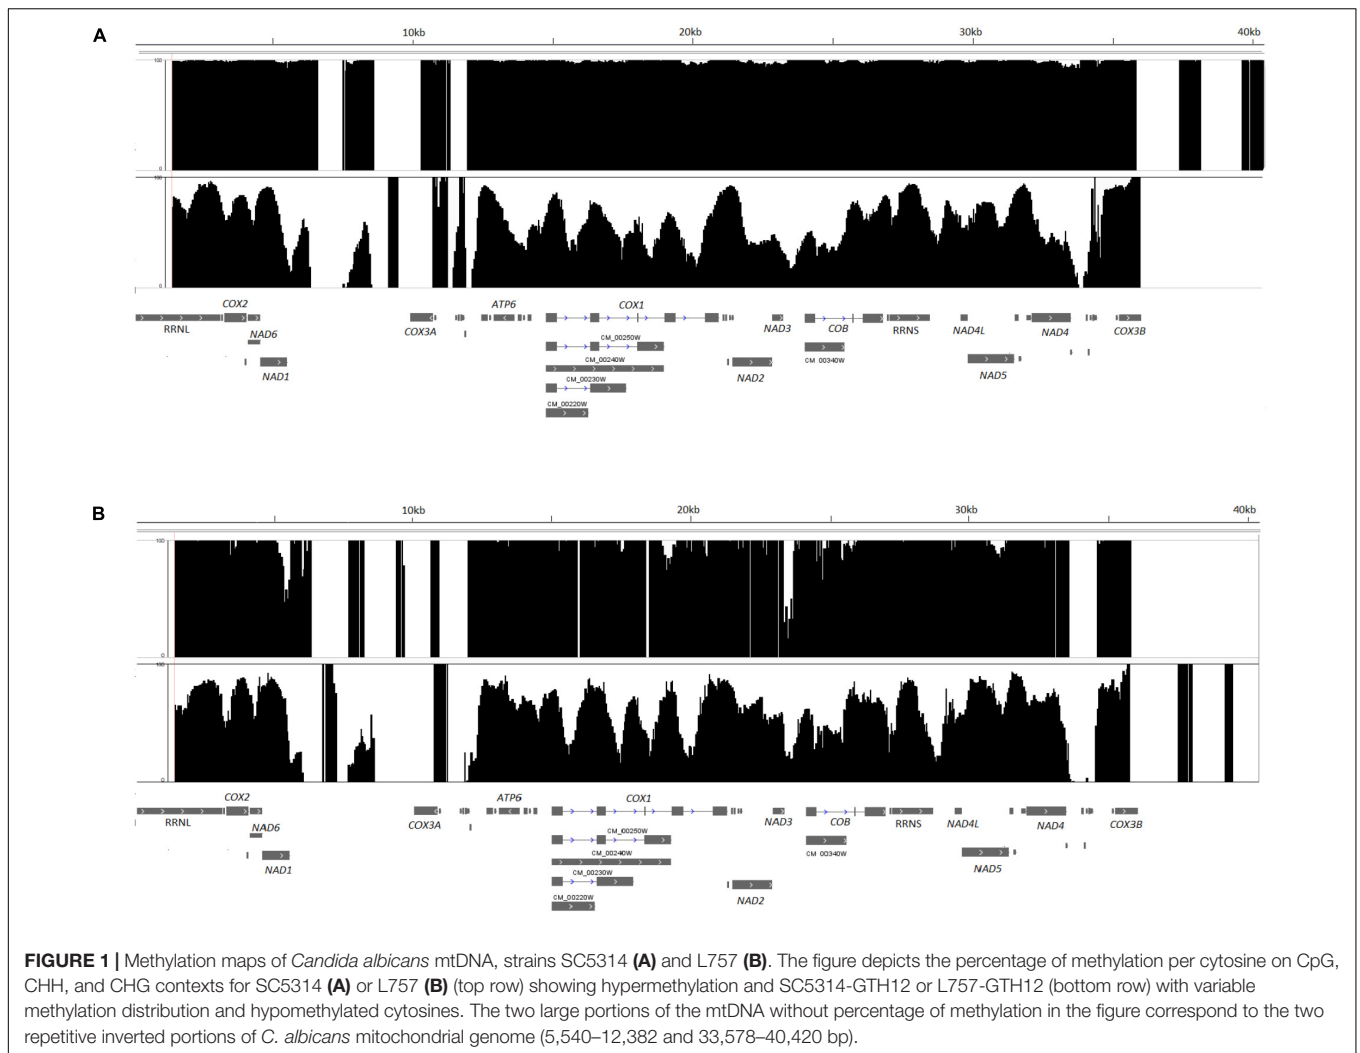 A
10kb 20kb 30kb 40kb
100
0
100
0
COX2 ATP6 COX1
RRNL NAD6 COX3A NAD3 COB RRNS NAD4L NAD4 COX3B
CM_00250W
NAD1 CM_00240W NAD2 CM_00340W NAD5
CM_00230W
CM_00220W
B
10kb 20kb 30kb 40kb
100
0
100
0
COX2 ATP6 COX1
RRNL NAD6 COX3A NAD3 COB RRNS NAD4L NAD4 COX3B
CM_00250W
NAD1 CM_00240W CM_00340W NAD5
CM_00230W
CM_00220W NAD2
FIGURE 1 | Methylation maps of Candida albicans mtDNA, strains SC5314 (A) and L757 (B). The figure depicts the percentage of methylation per cytosine on CpG,
CHH, and CHG contexts for SC5314 (A) or L757 (B) (top row) showing hypermethylation and SC5314-GTH12 or L757-GTH12 (bottom row) with variable
methylation distribution and hypomethylated cytosines. The two large portions of the mtDNA without percentage of methylation in the figure correspond to the two
repetitive inverted portions of C. albicans mitochondrial genome (5,540–12,382 and 33,578–40,420 bp).